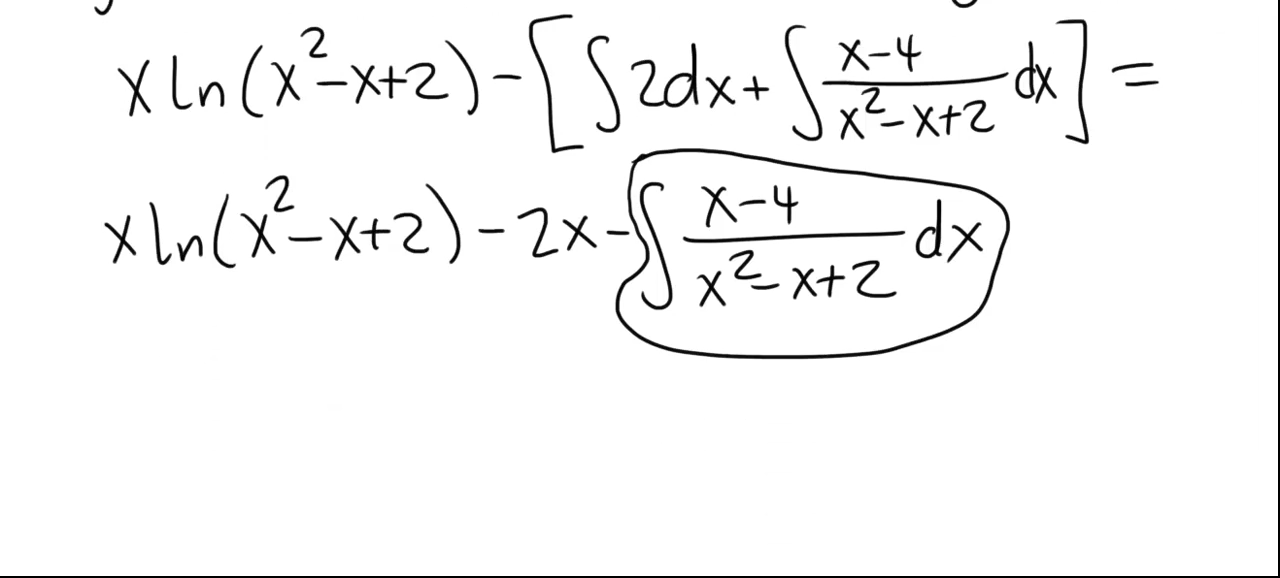 x ln(x²-x+2) - [∫2dx + ∫ x-4 / x²-x+2 dx] =
x ln(x²-x+2) - 2x - ∫ x-4 / x²-x+2 dx